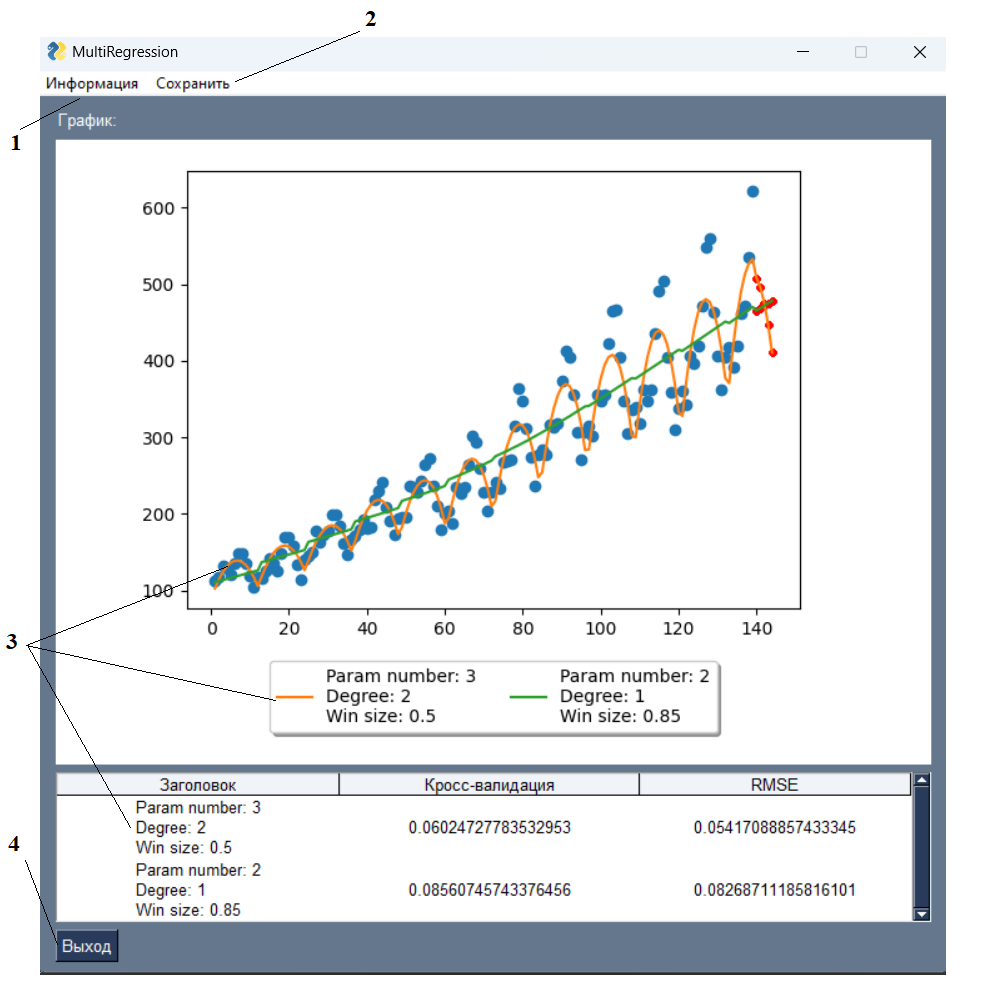 2
MultiRegression
Информация Сохранить
1
График:
600
500
400
300
200
100
0 20 40 60 80 100 120 140
3
Param number: 3
Degree: 2
Win size: 0.5
Param number: 2
Degree: 1
Win size: 0.85
Заголовок Кросс-валидация RMSE
Param number: 3
Degree: 2 0.06024727783532953 0.05417088857433345
Win size: 0.5
Param number: 2
Degree: 1 0.08560745743376456 0.08268711185816101
Win size: 0.85
4
Выход